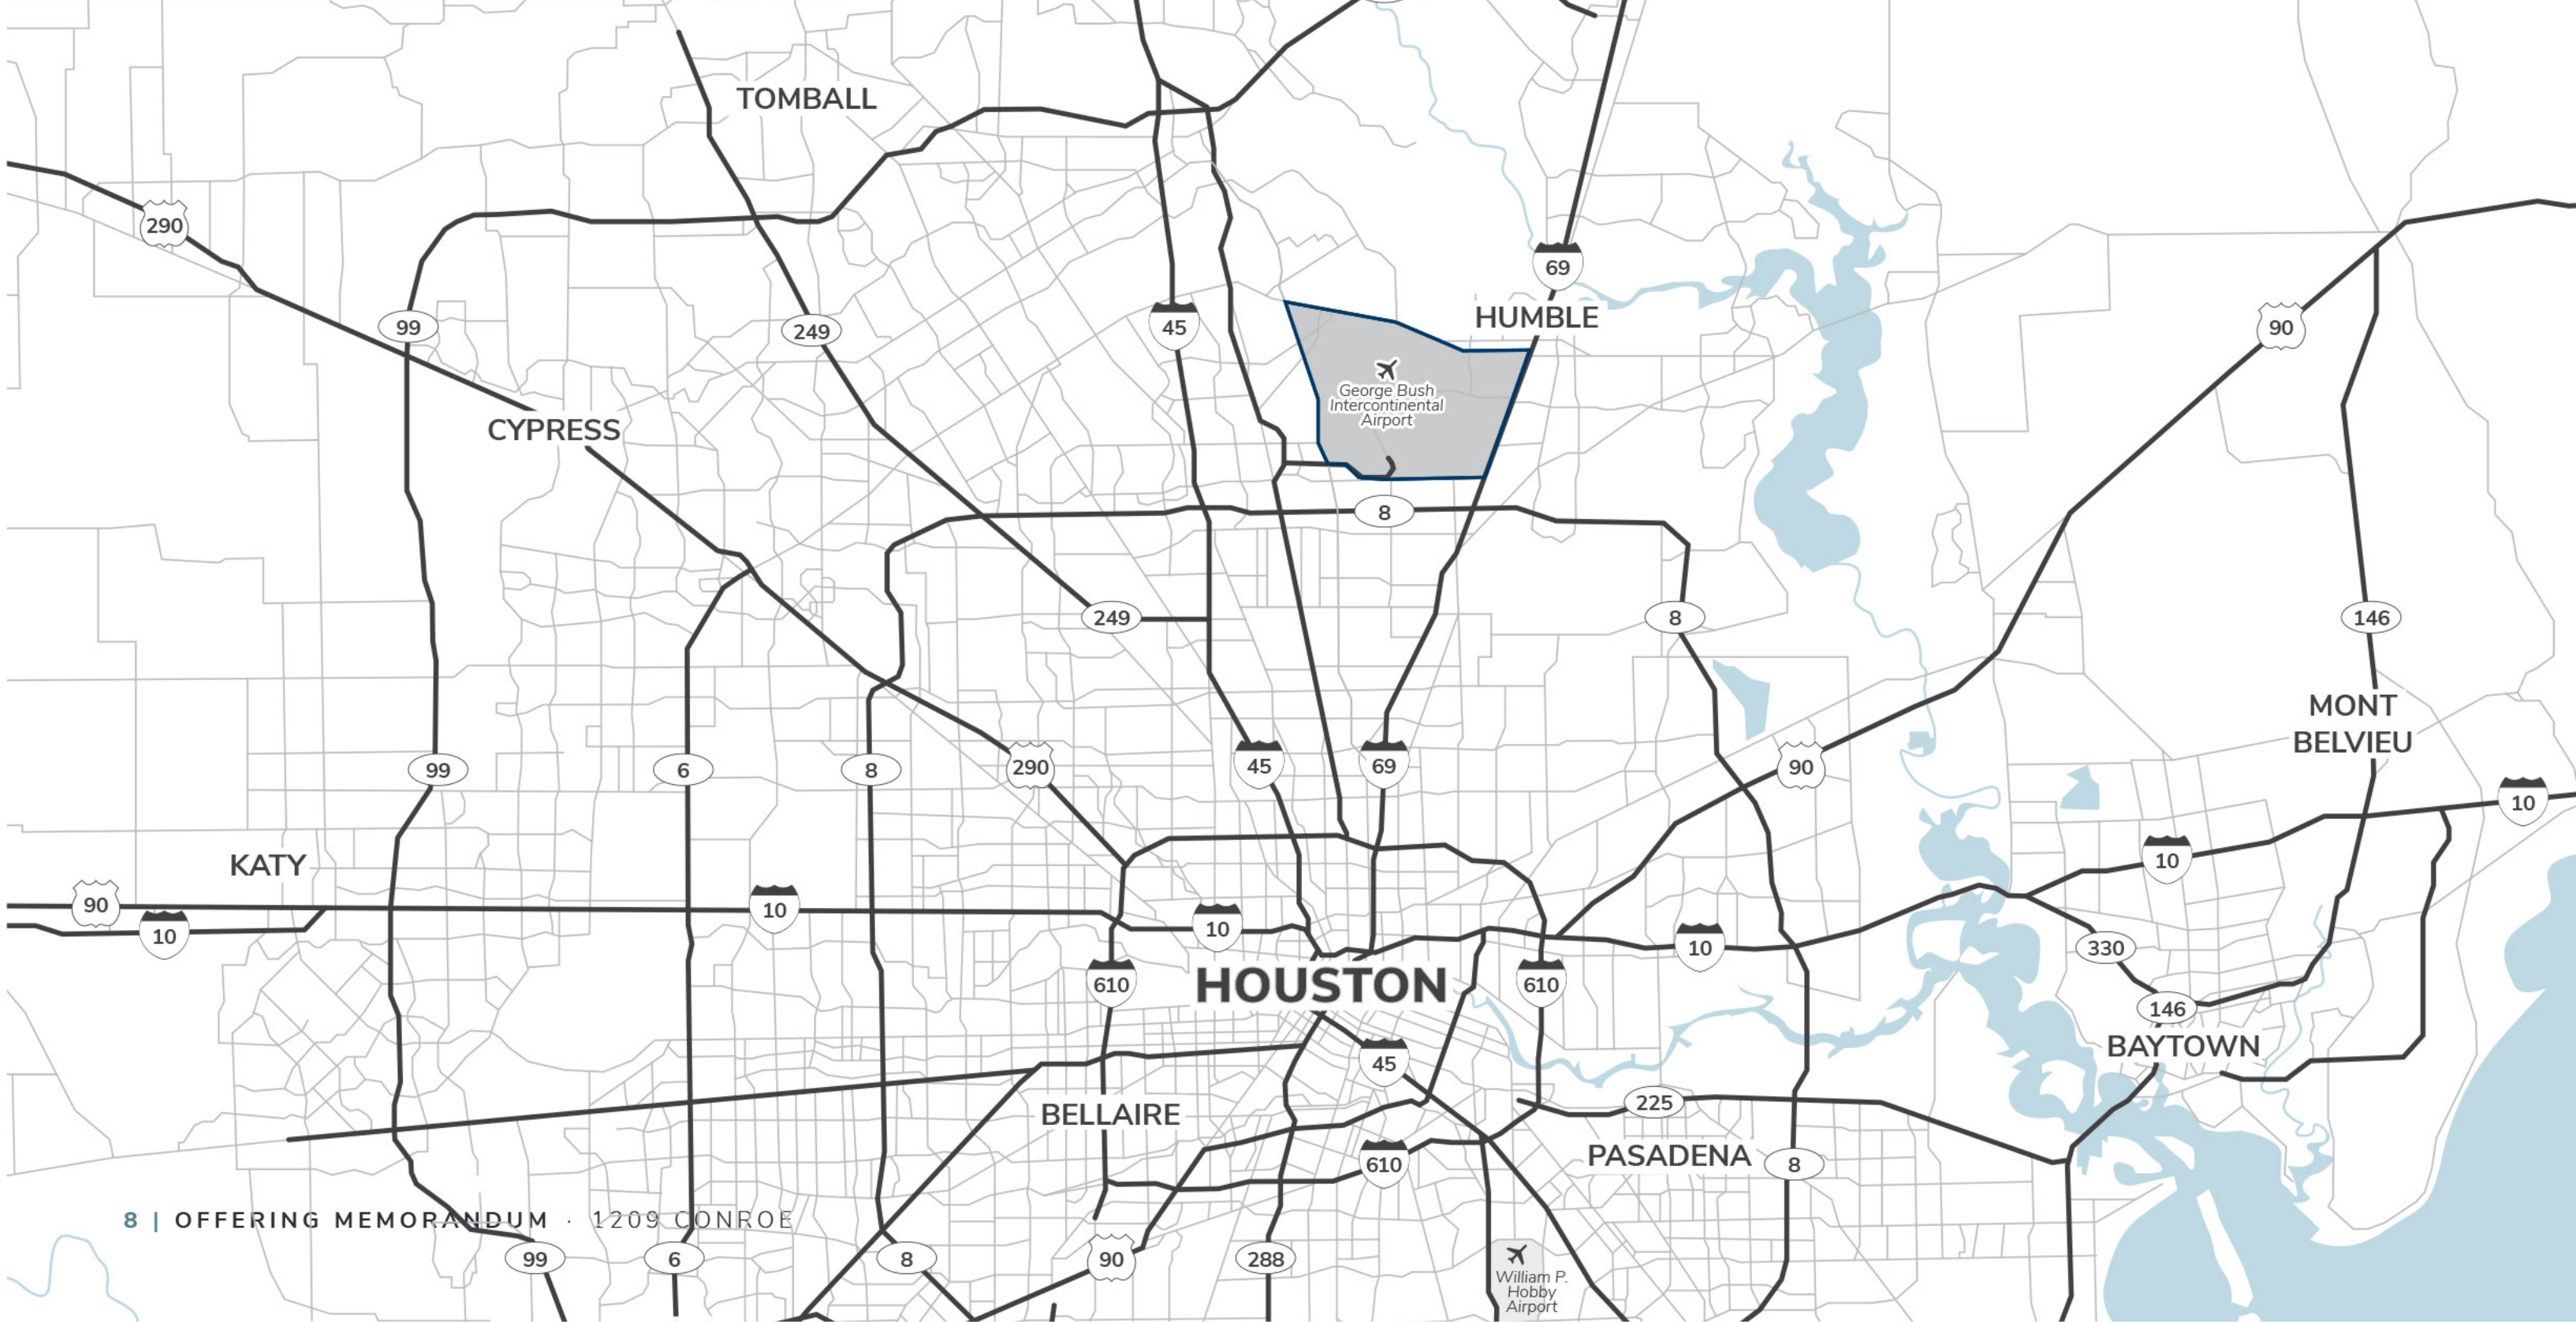 TOMBALL
290
69
HUMBLE
99
249
45
90
George Bush
Intercontinental
Airport
CYPRESS
8
249
8
146
MONT
BELVIEU
99
6
8
290
45
69
90
10
KATY
10
90
10
10
10
10
330
610
HOUSTON
610
146
BAYTOWN
45
BELLAIRE
225
PASADENA
610
8
8 | OFFERING MEMORANDUM · 1209 CONROE
99
6
8
90
288
William P.
Hobby
Airport